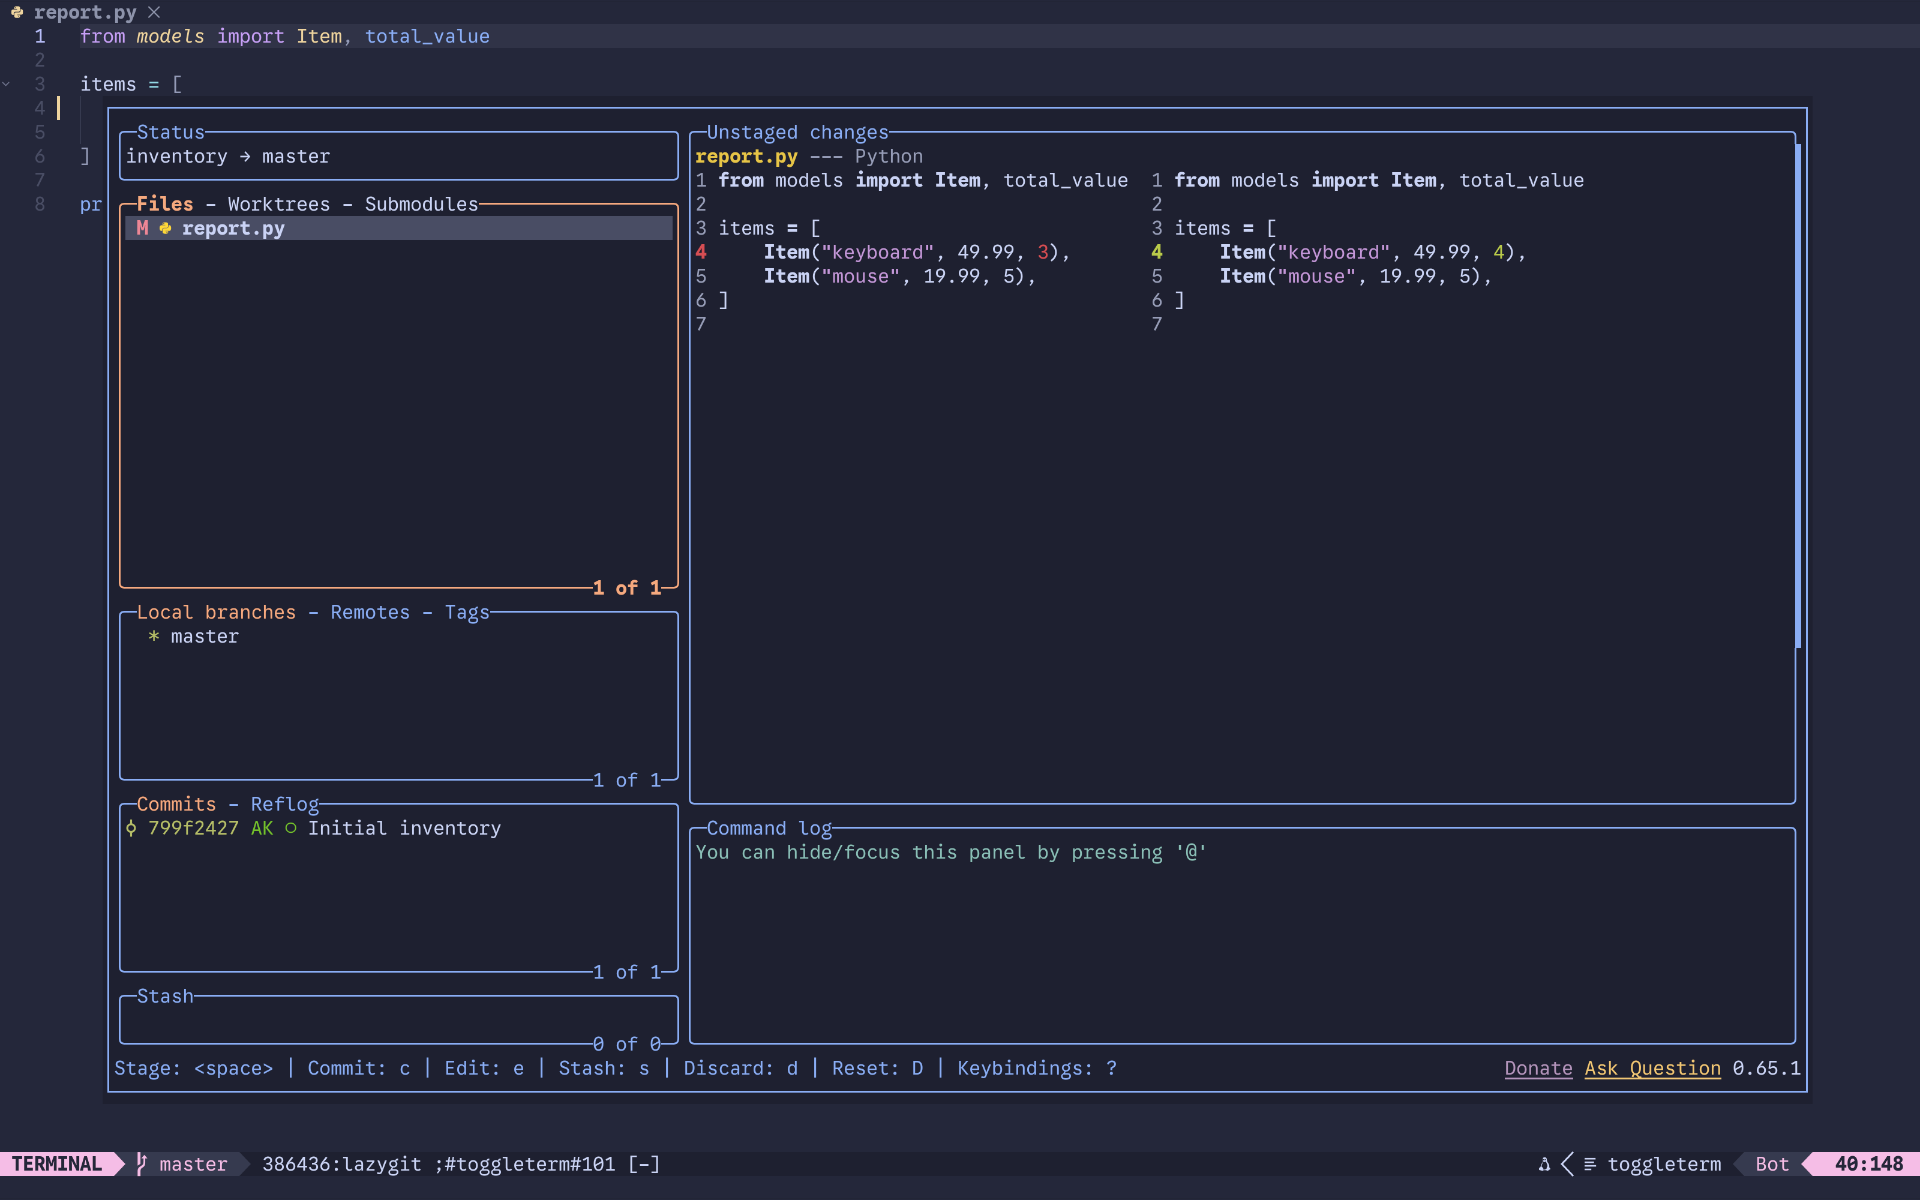 report.py ×
1 from models import Item, total_value
2
3 items = [
4
5
6 ]
7
8 pr
Status
inventory → master
Files - Worktrees - Submodules
M report.py
1 of 1
Local branches - Remotes - Tags
* master
1 of 1
Commits - Reflog
799f2427 AK ○ Initial inventory
1 of 1
Stash
0 of 0
Unstaged changes
report.py --- Python
1 from models import Item, total_value 1 from models import Item, total_value
2 2
3 items = [ 3 items = [
4 Item("keyboard", 49.99, 3), 4 Item("keyboard", 49.99, 4),
5 Item("mouse", 19.99, 5), 5 Item("mouse", 19.99, 5),
6 ] 6 ]
7 7
Command log
You can hide/focus this panel by pressing '@'
Stage: <space> | Commit: c | Edit: e | Stash: s | Discard: d | Reset: D | Keybindings: ? Donate Ask Question 0.65.1
TERMINAL master 386436:lazygit ;#toggleterm#101 [-] toggleterm Bot 40:148